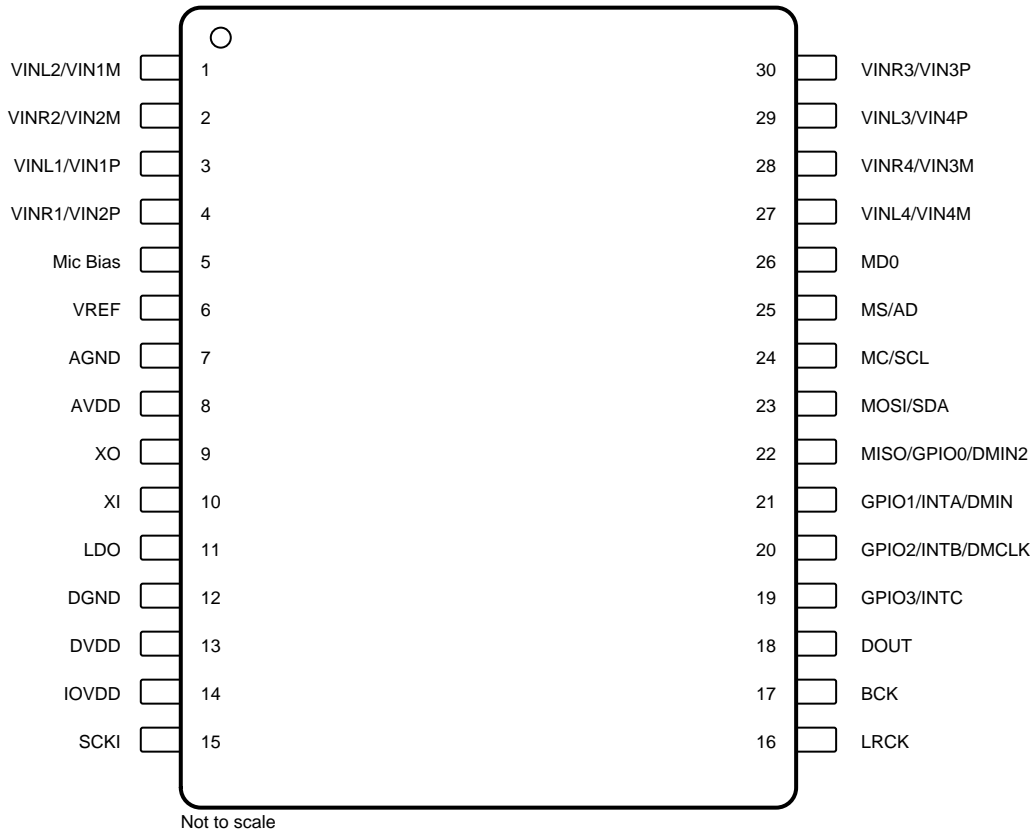 VINL2/VIN1M 1 30 VINR3/VIN3P
VINR2/VIN2M 2 29 VINL3/VIN4P
VINL1/VIN1P 3 28 VINR4/VIN3M
VINR1/VIN2P 4 27 VINL4/VIN4M
Mic Bias 5 26 MD0
VREF 6 25 MS/AD
AGND 7 24 MC/SCL
AVDD 8 23 MOSI/SDA
XO 9 22 MISO/GPIO0/DMIN2
XI 10 21 GPIO1/INTA/DMIN
LDO 11 20 GPIO2/INTB/DMCLK
DGND 12 19 GPIO3/INTC
DVDD 13 18 DOUT
IOVDD 14 17 BCK
SCKI 15 16 LRCK
Not to scale